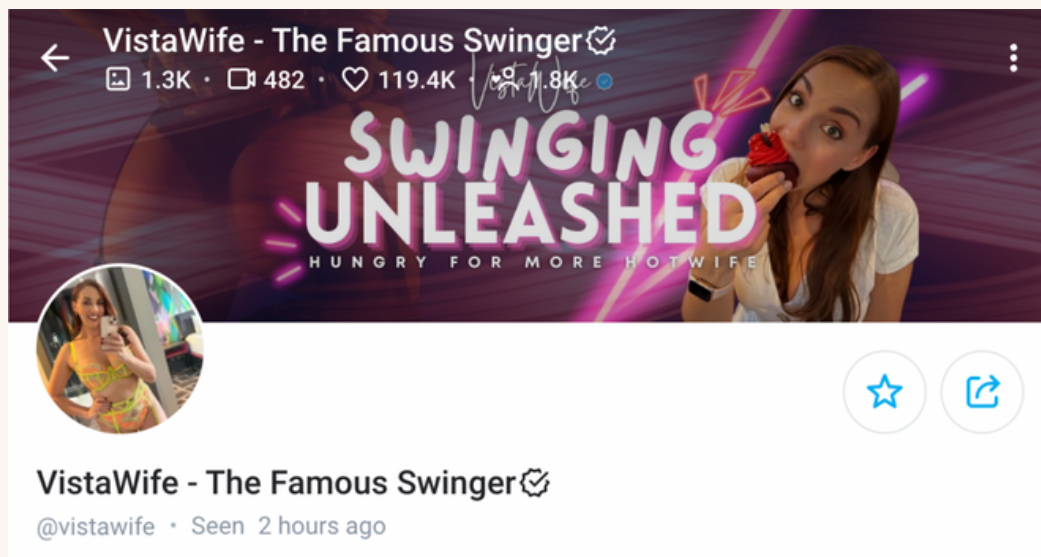 VistaWife - The Famous Swinger
1.3K · 482 · 119.4K · 1.8K
VistaWife
SWINGING
UNLEASHED
HUNGRY FOR MORE HOTWIFE
VistaWife - The Famous Swinger
@vistawife · Seen 2 hours ago